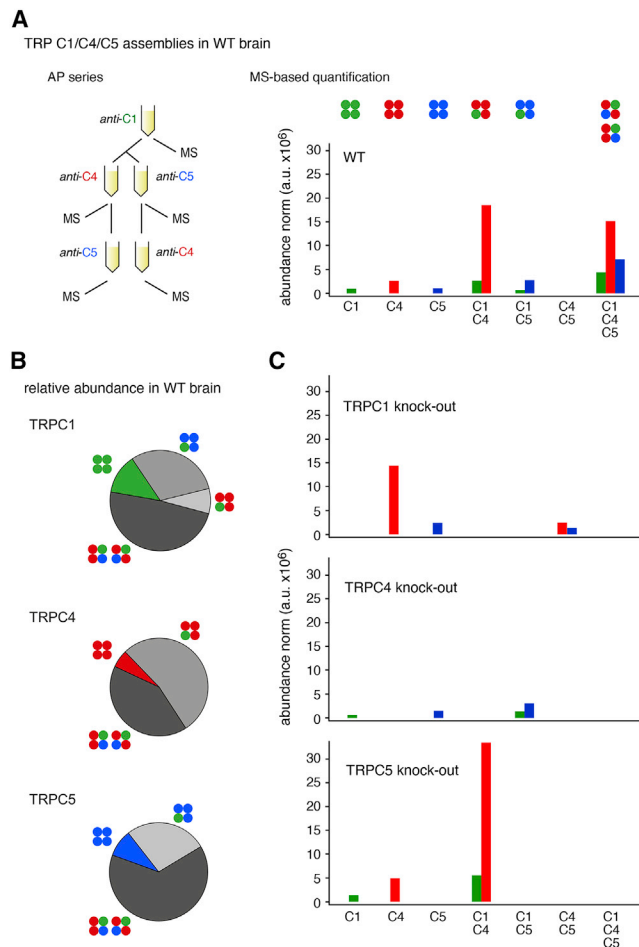 A
TRP C1/C4/C5 assemblies in WT brain
AP series
MS-based quantification
anti-C1
MS
anti-C4
anti-C5
MS
MS
anti-C5
anti-C4
MS
MS
abundance norm (a.u. x10⁶)
30
25
20
15
10
5
0
WT
C1
C4
C5
C1
C4
C1
C5
C4
C5
C1
C4
C5
B
relative abundance in WT brain
TRPC1
TRPC4
TRPC5
C
abundance norm (a.u. x10⁶)
30
25
20
15
10
5
0
TRPC1 knock-out
30
25
20
15
10
5
0
TRPC4 knock-out
30
25
20
15
10
5
0
TRPC5 knock-out
C1
C4
C5
C1
C4
C1
C5
C4
C5
C1
C4
C5